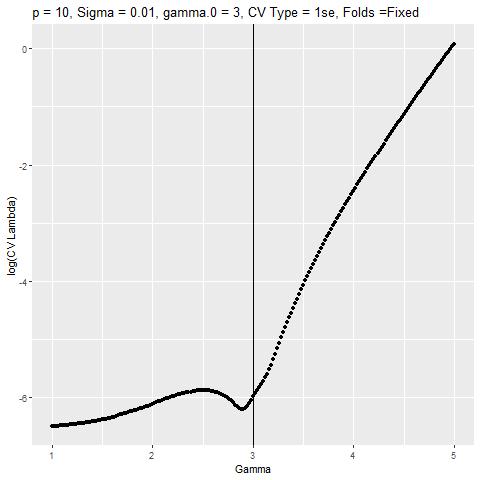 p = 10, Sigma = 0.01, gamma.0 = 3, CV Type = 1se, Folds =Fixed
0
-2
-4
-6
log(CV Lambda)
1 2 3 4 5
Gamma